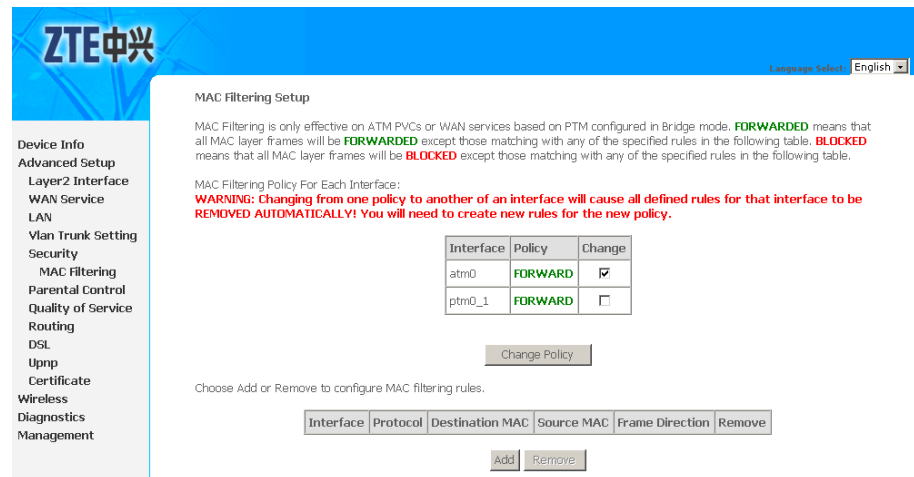 ZTE中兴
Language Select: English
MAC Filtering Setup
MAC Filtering is only effective on ATM PVCs or WAN services based on PTM configured in Bridge mode. FORWARDED means that
all MAC layer frames will be FORWARDED except those matching with any of the specified rules in the following table. BLOCKED
means that all MAC layer frames will be BLOCKED except those matching with any of the specified rules in the following table.
MAC Filtering Policy For Each Interface:
WARNING: Changing from one policy to another of an interface will cause all defined rules for that interface to be
REMOVED AUTOMATICALLY! You will need to create new rules for the new policy.
Interface Policy Change
atm0 FORWARD
ptm0_1 FORWARD
Change Policy
Choose Add or Remove to configure MAC filtering rules.
Interface Protocol Destination MAC Source MAC Frame Direction Remove
Add Remove
Device Info
Advanced Setup
Layer2 Interface
WAN Service
LAN
Vlan Trunk Setting
Security
MAC Filtering
Parental Control
Quality of Service
Routing
DSL
Upnp
Certificate
Wireless
Diagnostics
Management